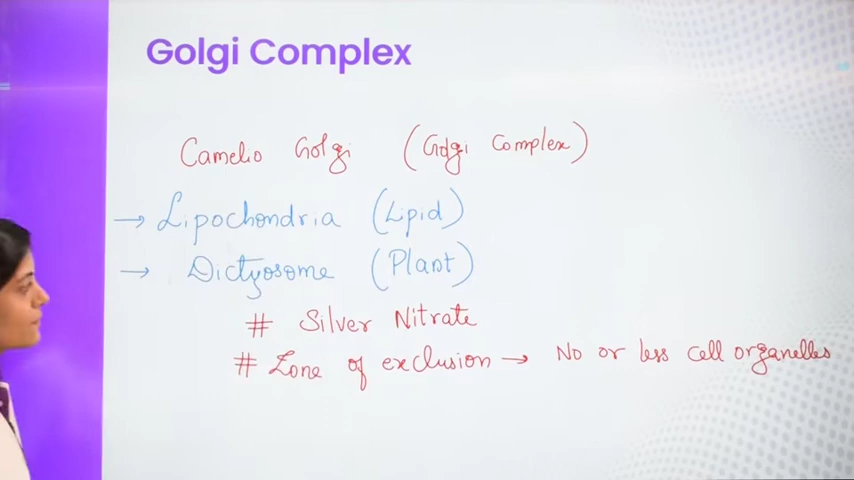 Golgi Complex
Camelio Golgi (Golgi Complex)
→ Lipochondria (Lipid)
→ Dictyosome (Plant)
# Silver Nitrate
# Zone of exclusion → No or less cell organelles